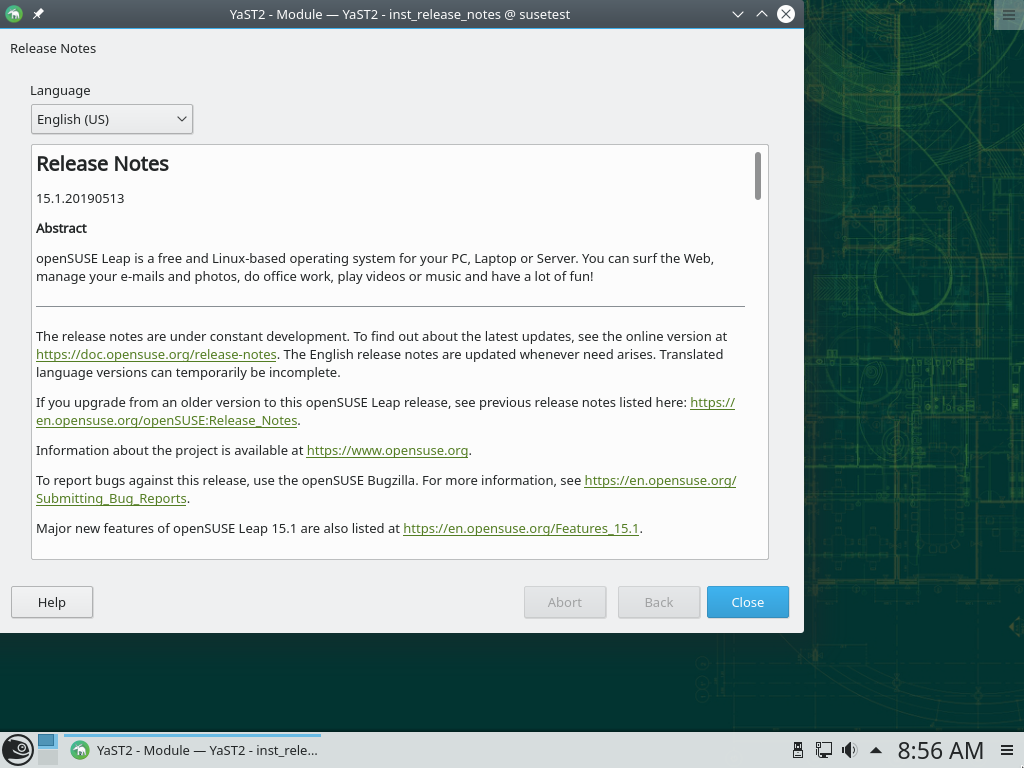 YaST2 - Module — YaST2 - inst_release_notes @ susetest
Release Notes
Language
English (US)
Release Notes
15.1.20190513
Abstract
openSUSE Leap is a free and Linux-based operating system for your PC, Laptop or Server. You can surf the Web,
manage your e-mails and photos, do office work, play videos or music and have a lot of fun!
The release notes are under constant development. To find out about the latest updates, see the online version at
https://doc.opensuse.org/release-notes. The English release notes are updated whenever need arises. Translated
language versions can temporarily be incomplete.
If you upgrade from an older version to this openSUSE Leap release, see previous release notes listed here: https://
en.opensuse.org/openSUSE:Release_Notes.
Information about the project is available at https://www.opensuse.org.
To report bugs against this release, use the openSUSE Bugzilla. For more information, see https://en.opensuse.org/
Submitting_Bug_Reports.
Major new features of openSUSE Leap 15.1 are also listed at https://en.opensuse.org/Features_15.1.
Help
Abort
Back
Close
YaST2 - Module — YaST2 - inst_rele...
8:56 AM